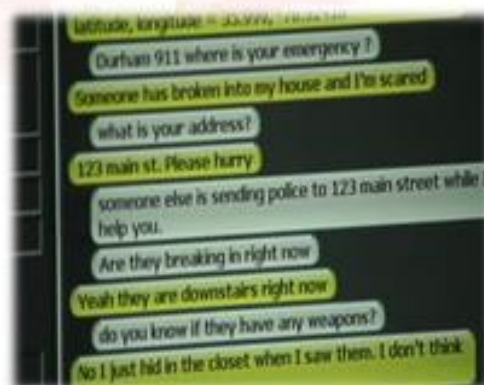 latitude, longitude =
Durham 911 where is your emergency ?
Someone has broken into my house and I'm scared
what is your address?
123 main st. Please hurry
someone else is sending police to 123 main street while
help you.
Are they breaking in right now
Yeah they are downstairs right now
do you know if they have any weapons?
No I just hid in the closet when I saw them. I don't think